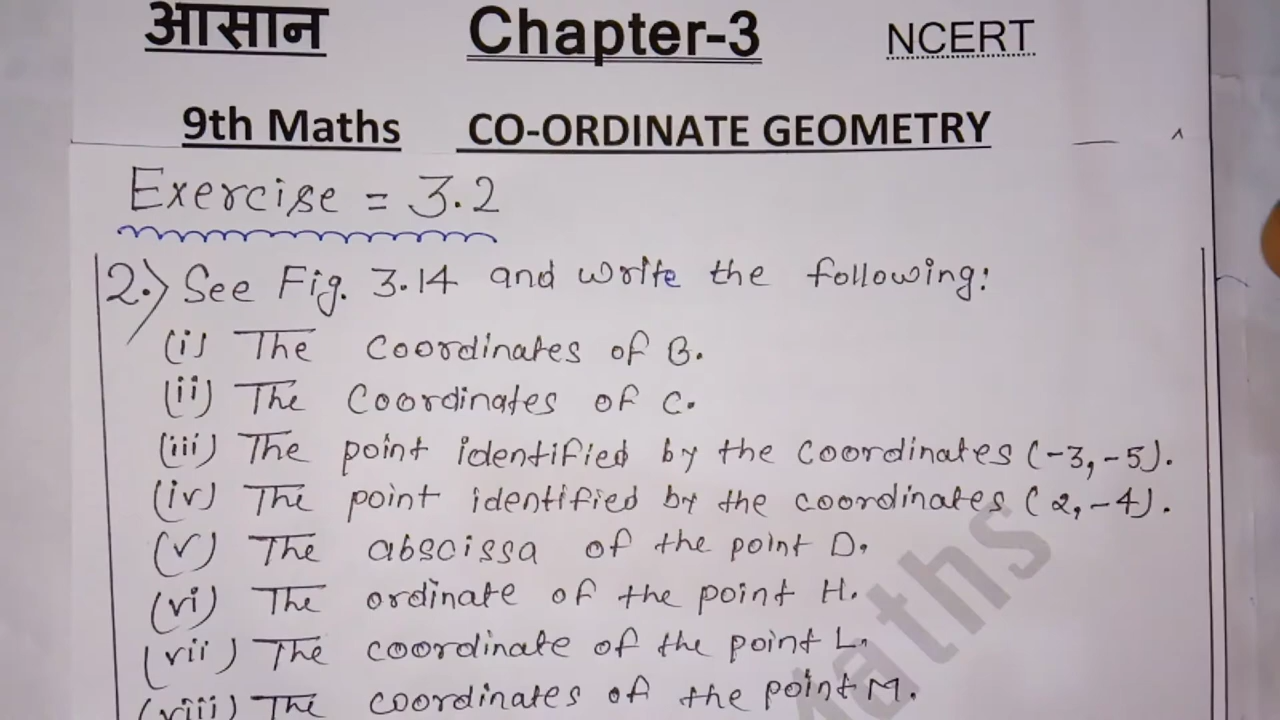 आसान Chapter-3 NCERT
9th Maths CO-ORDINATE GEOMETRY
Exercise = 3.2
2.) See Fig. 3.14 and write the following:
(i) The Coordinates of B.
(ii) The Coordinates of C.
(iii) The point identified by the Coordinates (-3, -5).
(iv) The point identified by the coordinates (2, -4).
(v) The abscissa of the point D.
(vi) The ordinate of the point H.
(vii) The coordinate of the point L.
(viii) The coordinates of the point M.
Maths